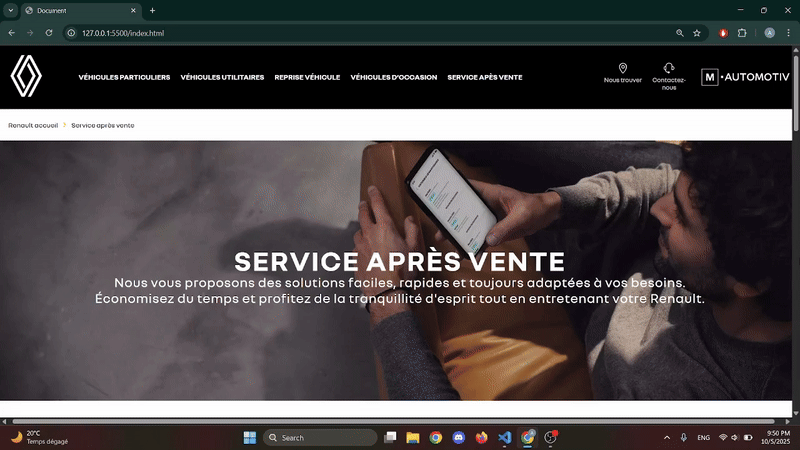 Document
127.0.0.1:5500/index.html
VÉHICULES PARTICULIERS
VÉHICULES UTILITAIRES
REPRISE VÉHICULE
VÉHICULES D'OCCASION
SERVICE APÈS VENTE
Nous trouver
Contactez-
nous
M •AUTOMOTIV
Renault accueil > Service après vente
SERVICE APRÈS VENTE
Nous vous proposons des solutions faciles, rapides et toujours adaptées à vos besoins.
Économisez du temps et profitez de la tranquillité d'esprit tout en entretenant votre Renault.
20°C
Temps dégagé
Search
ENG
9:50 PM
10/5/2025